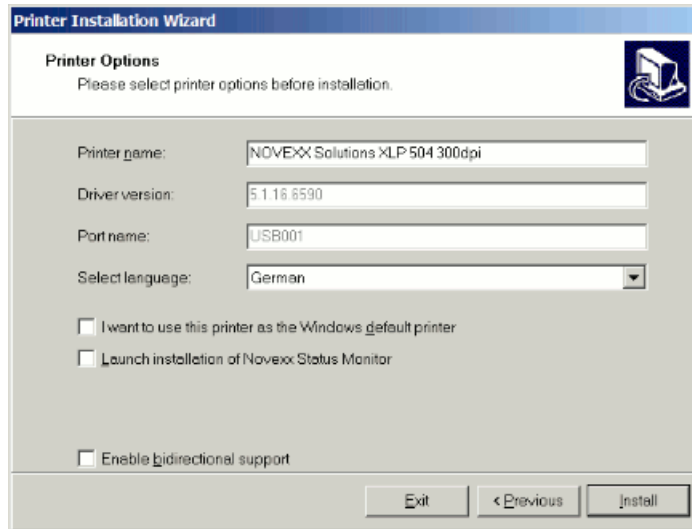 Printer Installation Wizard
Printer Options
Please select printer options before installation.
Printer name: NOVEXX Solutions XLP 504 300dpi
Driver version: 5.1.16.6590
Port name: USB001
Select language: German
I want to use this printer as the Windows default printer
Launch installation of Novexx Status Monitor
Enable bidirectional support
Exit < Previous Install